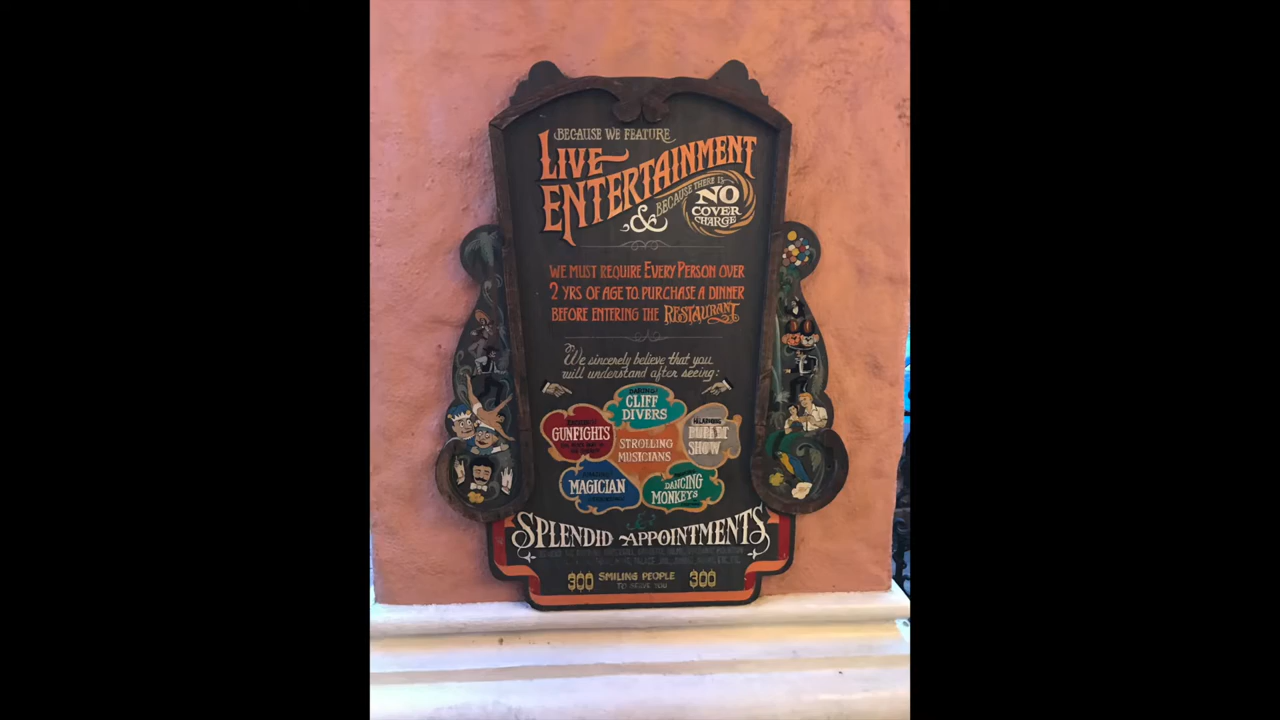 BECAUSE WE FEATURE
LIVE
ENTERTAINMENT
& BECAUSE THERE IS
NO
COVER
CHARGE
WE MUST REQUIRE EVERY PERSON OVER
2 YRS OF AGE TO PURCHASE A DINNER
BEFORE ENTERING THE RESTAURANT
We sincerely believe that you
will understand after seeing:
DARING!
CLIFF
DIVERS
GUNFIGHTS
STROLLING
MUSICIANS
PUPPET
SHOW
MAGICIAN
DANCING
MONKEYS
&
SPLENDID APPOINTMENTS
300 SMILING PEOPLE 300
TO SERVE YOU